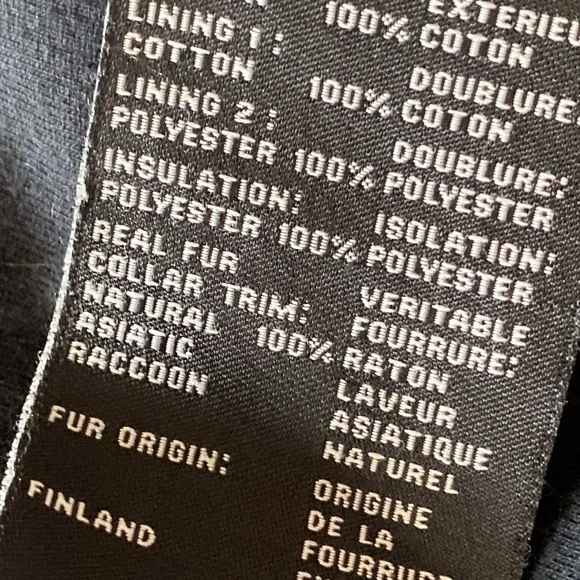 100% EXTERIEU
LINING 1:
COTTON 100% COTON
LINING 2: DOUBLURE:
POLYESTER 100% COTON
INSULATION: DOUBLURE:
POLYESTER 100% POLYESTER
REAL FUR ISOLATION:
COLLAR TRIM: POLYESTER
NATURAL 100% VERITABLE
ASIATIC FOURRURE:
RACCOON RATON
LAVEUR
ASIATIQUE
FUR ORIGIN: NATUREL
FINLAND ORIGINE
DE LA
FOURRURE